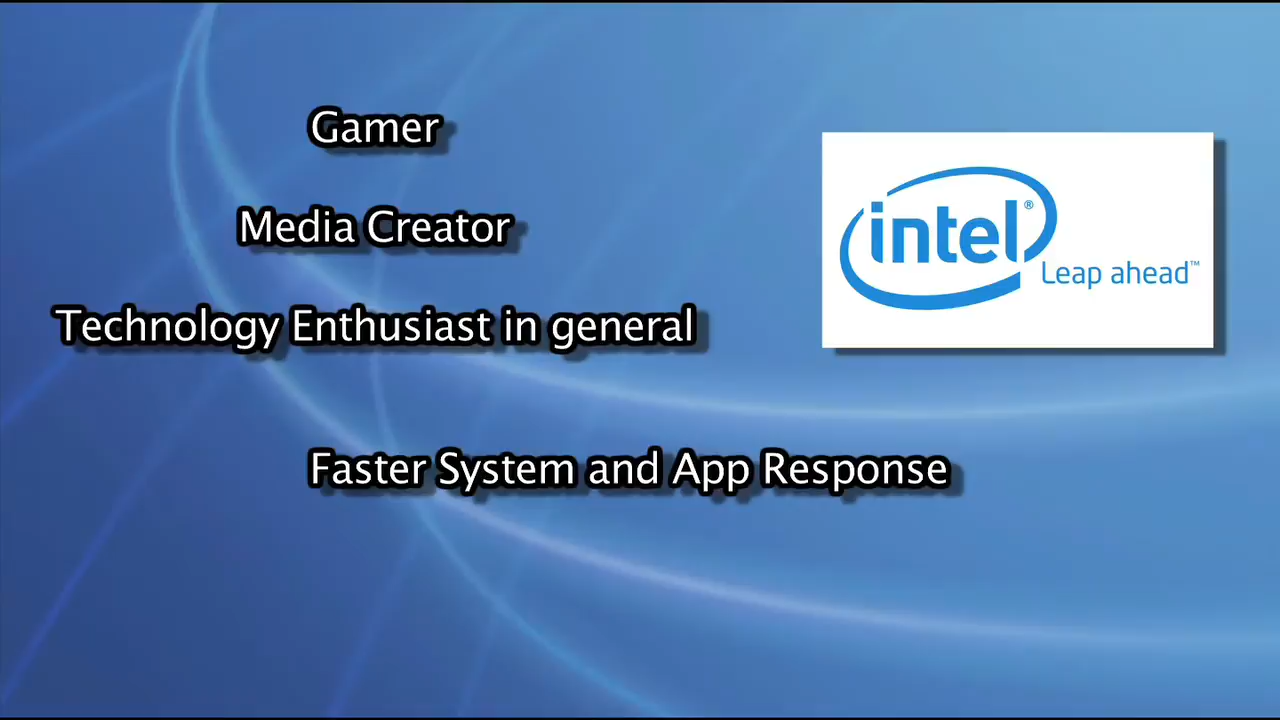 Gamer
Media Creator
Technology Enthusiast in general
intel®
Leap ahead™
Faster System and App Response